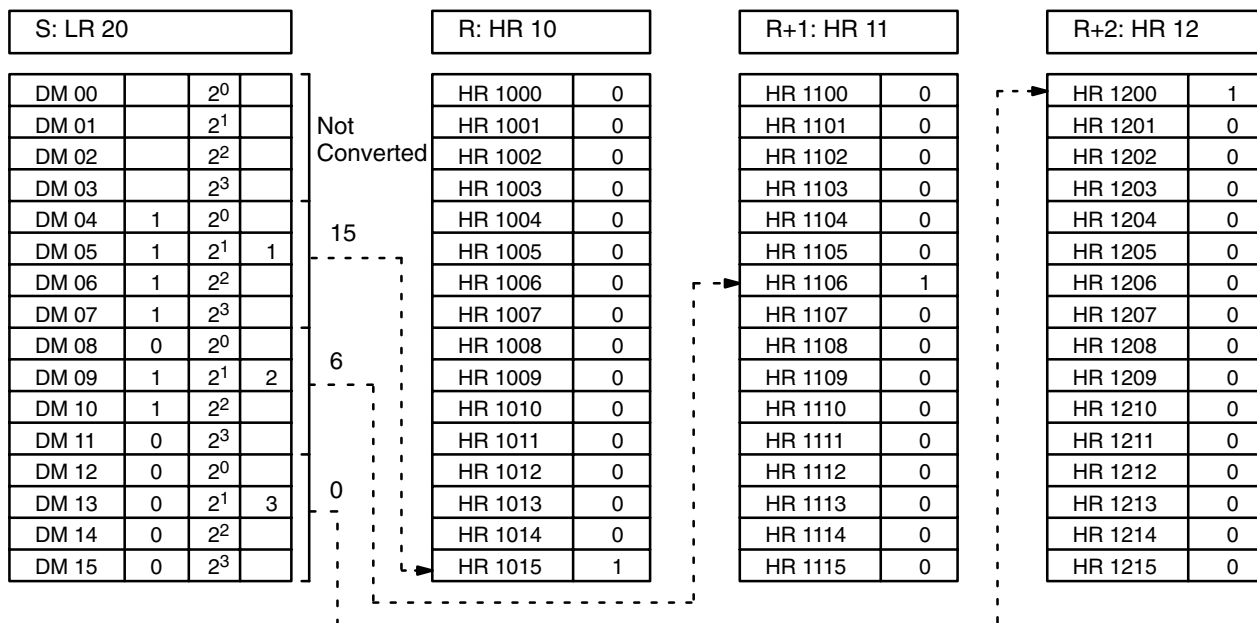 S: LR 20 R: HR 10 R+1: HR 11 R+2: HR 12
DM 00 2⁰ HR 1000 0 HR 1100 0 HR 1200 1
DM 01 2¹ Not HR 1001 0 HR 1101 0 HR 1201 0
DM 02 2² Converted HR 1002 0 HR 1102 0 HR 1202 0
DM 03 2³ HR 1003 0 HR 1103 0 HR 1203 0
DM 04 1 2⁰ HR 1004 0 HR 1104 0 HR 1204 0
DM 05 1 2¹ 1 15 HR 1005 0 HR 1105 0 HR 1205 0
DM 06 1 2² HR 1006 0 HR 1106 1 HR 1206 0
DM 07 1 2³ HR 1007 0 HR 1107 0 HR 1207 0
DM 08 0 2⁰ HR 1008 0 HR 1108 0 HR 1208 0
DM 09 1 2¹ 2 6 HR 1009 0 HR 1109 0 HR 1209 0
DM 10 1 2² HR 1010 0 HR 1110 0 HR 1210 0
DM 11 0 2³ HR 1011 0 HR 1111 0 HR 1211 0
DM 12 0 2⁰ HR 1012 0 HR 1112 0 HR 1212 0
DM 13 0 2¹ 3 0 HR 1013 0 HR 1113 0 HR 1213 0
DM 14 0 2² HR 1014 0 HR 1114 0 HR 1214 0
DM 15 0 2³ HR 1015 1 HR 1115 0 HR 1215 0